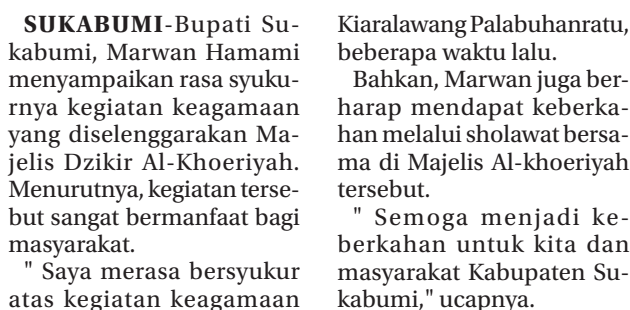 SUKABUMI-Bupati Su-
kabumi, Marwan Hamami
menyampaikan rasa syuku-
rnya kegiatan keagamaan
yang diselenggarakan Ma-
jelis Dzikir Al-Khoeriyah.
Menurutnya, kegiatan terse-
but sangat bermanfaat bagi
masyarakat.
" Saya merasa bersyukur
atas kegiatan keagamaan
Kiaralawang Palabuhanratu,
beberapa waktu lalu.
Bahkan, Marwan juga ber-
harap mendapat keberka-
han melalui sholawat bersa-
ma di Majelis Al-khoeriyah
tersebut.
" Semoga menjadi ke-
berkahan untuk kita dan
masyarakat Kabupaten Su-
kabumi," ucapnya.